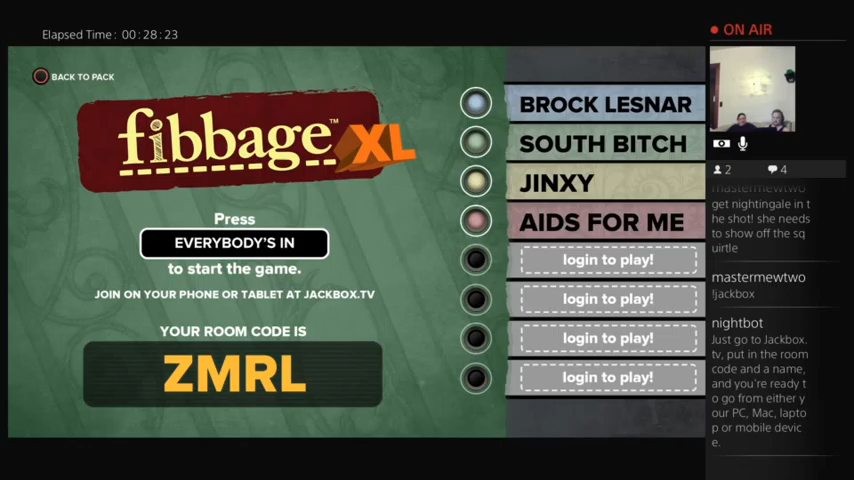 Elapsed Time : 00:28:23
ON AIR
BACK TO PACK
fibbage™ XL
Press
EVERYBODY'S IN
to start the game.
JOIN ON YOUR PHONE OR TABLET AT JACKBOX.TV
YOUR ROOM CODE IS
ZMRL
BROCK LESNAR
SOUTH BITCH
JINXY
AIDS FOR ME
login to play!
login to play!
login to play!
login to play!
2
4
mastermewtwo
get nightingale in t
he shot! she needs
to show off the sq
uirtle
mastermewtwo
!jackbox
nightbot
Just go to Jackbox.
tv, put in the room
code and a name,
and you're ready t
o go from either y
our PC, Mac, lapto
p or mobile devic
e.